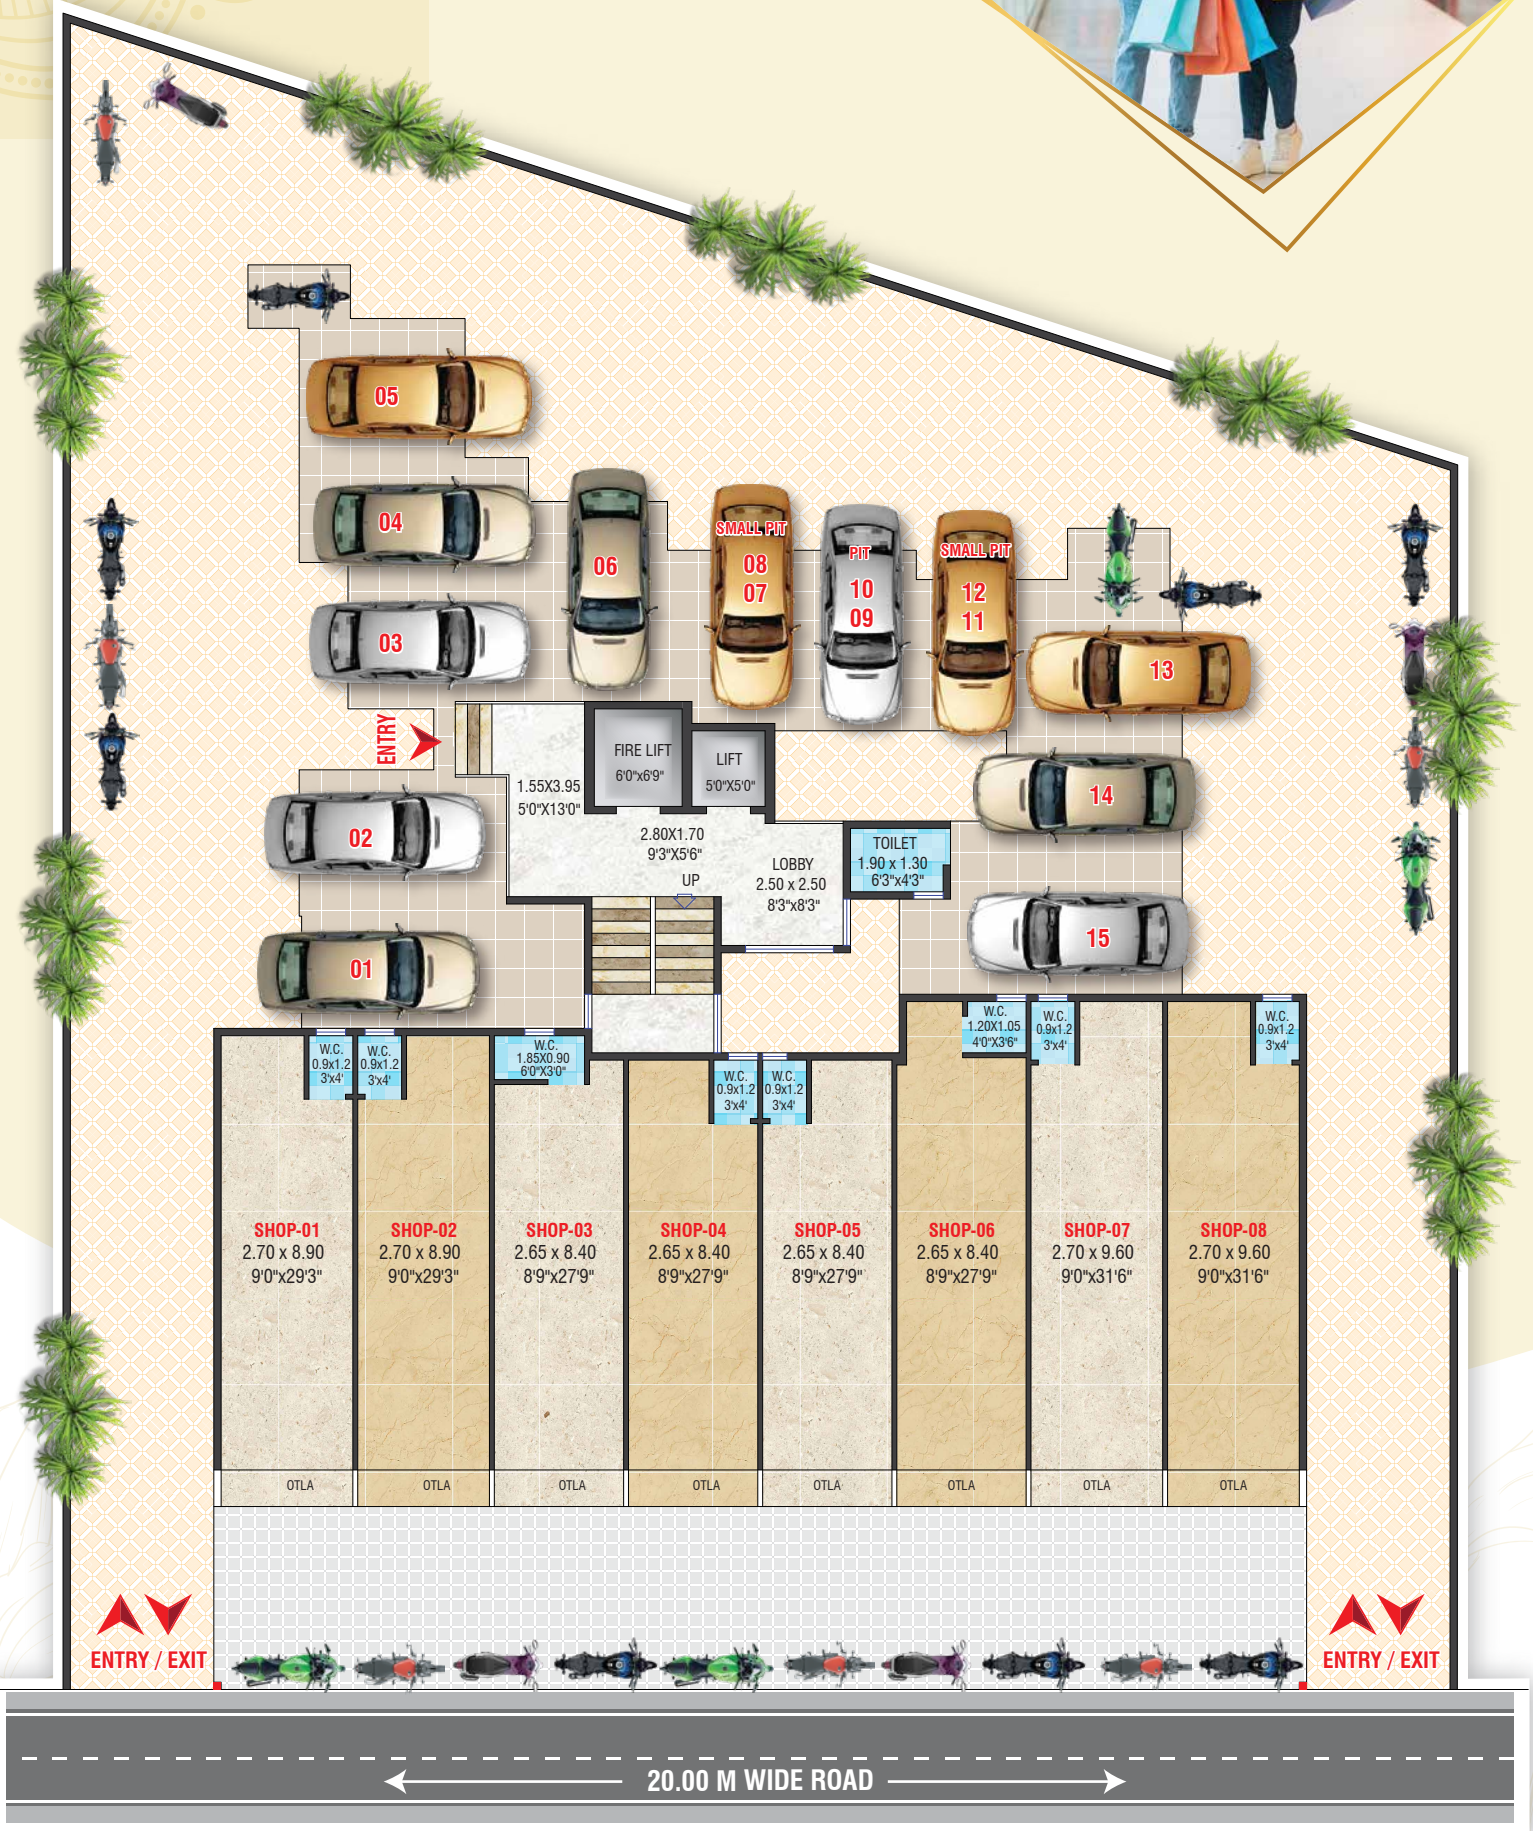 05
04
06
SMALL PIT
08
07
PIT
10
09
SMALL PIT
12
11
03
13
ENTRY
FIRE LIFT
6'0"x6'9"
LIFT
5'0"X5'0"
1.55X3.95
5'0"X13'0"
14
02
2.80X1.70
9'3"X5'6"
UP
LOBBY
2.50 x 2.50
8'3"x8'3"
TOILET
1.90 x 1.30
6'3"x4'3"
15
01
W.C.
0.9x1.2
3'x4'
W.C.
0.9x1.2
3'x4'
W.C.
1.85X0.90
6'0"X3'0"
W.C.
0.9x1.2
3'x4'
W.C.
0.9x1.2
3'x4'
W.C.
1.20X1.05
4'0"X3'6"
W.C.
0.9x1.2
3'x4'
W.C.
0.9x1.2
3'x4'
SHOP-01
2.70 x 8.90
9'0"x29'3"
SHOP-02
2.70 x 8.90
9'0"x29'3"
SHOP-03
2.65 x 8.40
8'9"x27'9"
SHOP-04
2.65 x 8.40
8'9"x27'9"
SHOP-05
2.65 x 8.40
8'9"x27'9"
SHOP-06
2.65 x 8.40
8'9"x27'9"
SHOP-07
2.70 x 9.60
9'0"x31'6"
SHOP-08
2.70 x 9.60
9'0"x31'6"
OTLA
OTLA
OTLA
OTLA
OTLA
OTLA
OTLA
OTLA
ENTRY / EXIT
ENTRY / EXIT
20.00 M WIDE ROAD